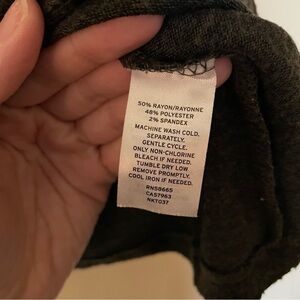 50% RAYON/RAYONNE
48% POLYESTER
2% SPANDEX
MACHINE WASH COLD,
SEPARATELY,
GENTLE CYCLE.
ONLY NON-CHLORINE
BLEACH IF NEEDED.
TUMBLE DRY LOW
REMOVE PROMPTLY.
COOL IRON IF NEEDED.
RN58665
CA57963
NKT037